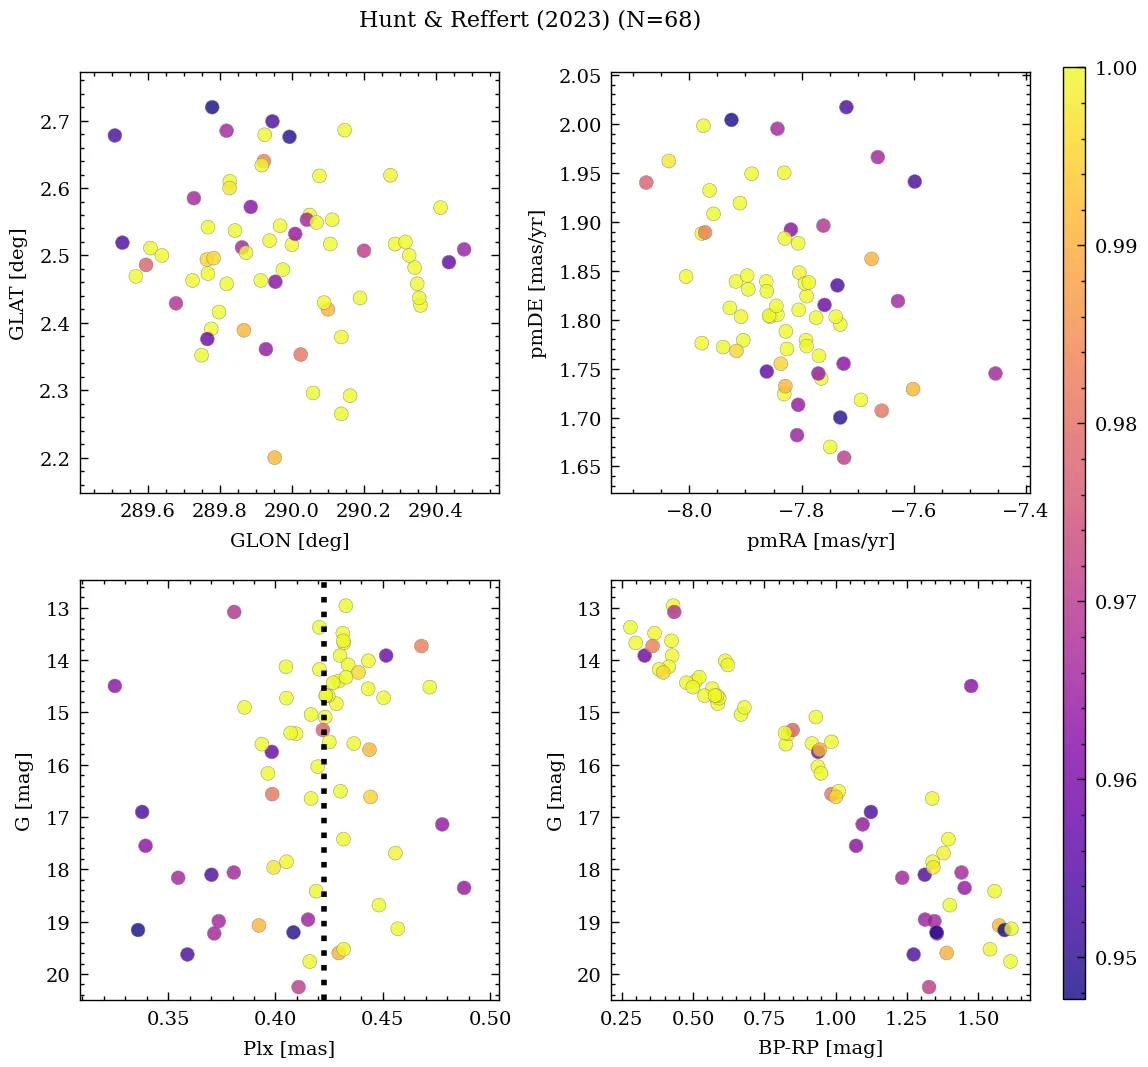 Hunt & Reffert (2023) (N=68)
2.7
2.6
2.5
2.4
2.3
2.2
GLAT [deg]
289.6 289.8 290.0 290.2 290.4
GLON [deg]
2.05
2.00
1.95
1.90
1.85
1.80
1.75
1.70
1.65
pmDE [mas/yr]
−8.0 −7.8 −7.6 −7.4
pmRA [mas/yr]
13
14
15
16
17
18
19
20
G [mag]
0.35 0.40 0.45 0.50
Plx [mas]
13
14
15
16
17
18
19
20
G [mag]
0.25 0.50 0.75 1.00 1.25 1.50
BP-RP [mag]
1.00
0.99
0.98
0.97
0.96
0.95